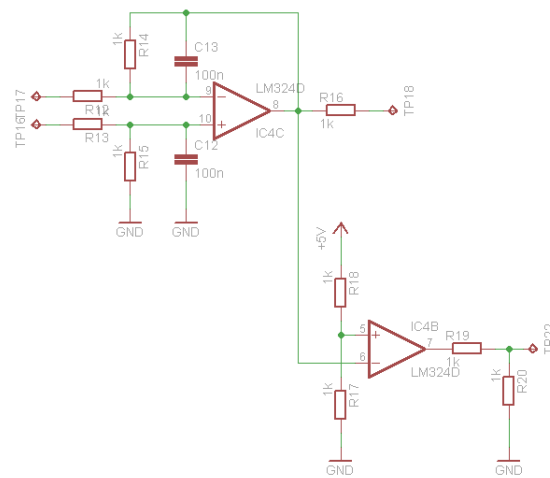 1k
R14
C13
100n
LM324D
TP17
1k
R12
9
8
R16
TP18
1k
TP16
1k
R13
10
IC4C
1k
R15
C12
100n
GND
GND
+5V
1k
R18
IC4B
5
7
R19
TP22
6
1k
LM324D
1k
R17
1k
R20
GND
GND